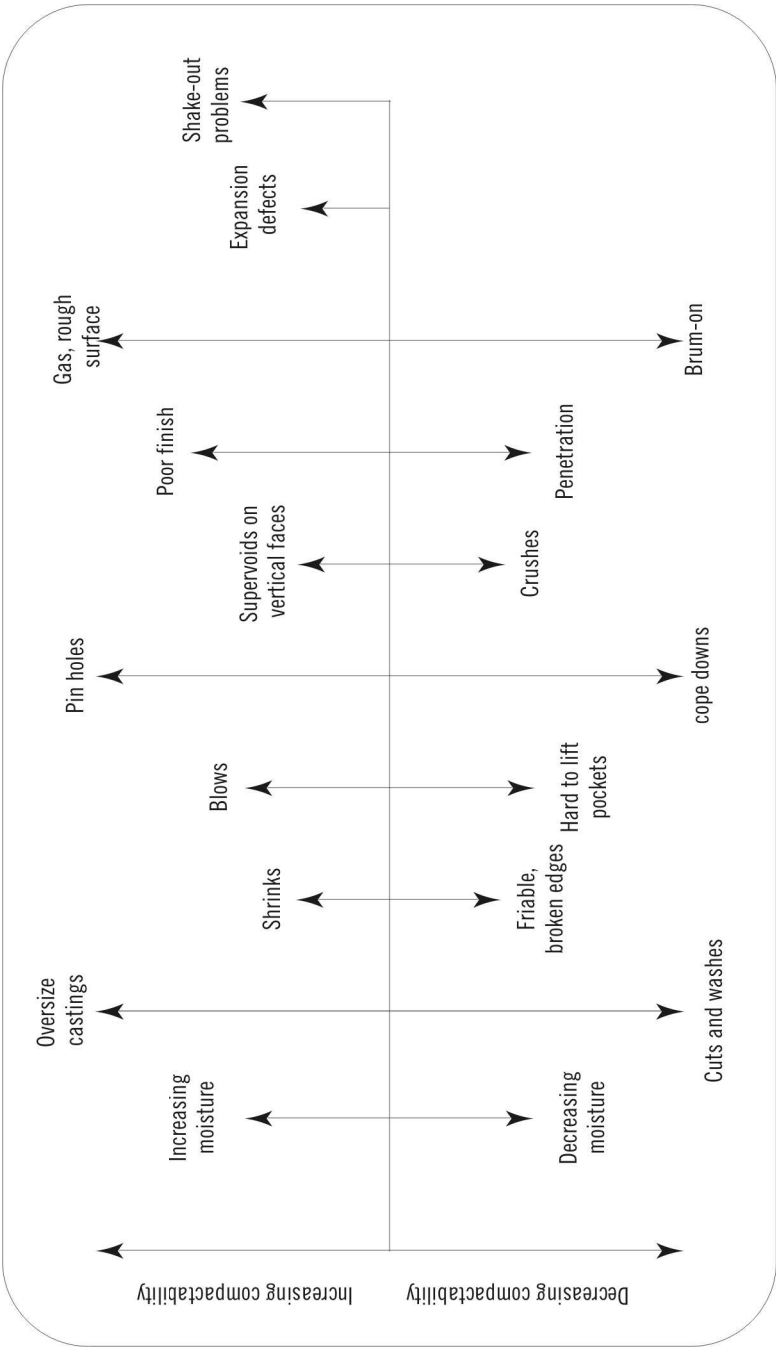 Increasing compactability
Decreasing compactability
Increasing
moisture
Decreasing
moisture
Oversize
castings
Cuts and washes
Shrinks
Friable,
broken edges
Blows
Hard to lift
pockets
Pin holes
cope downs
Supervoids on
vertical faces
Crushes
Poor finish
Penetration
Gas, rough
surface
Brum-on
Expansion
defects
Shake-out
problems